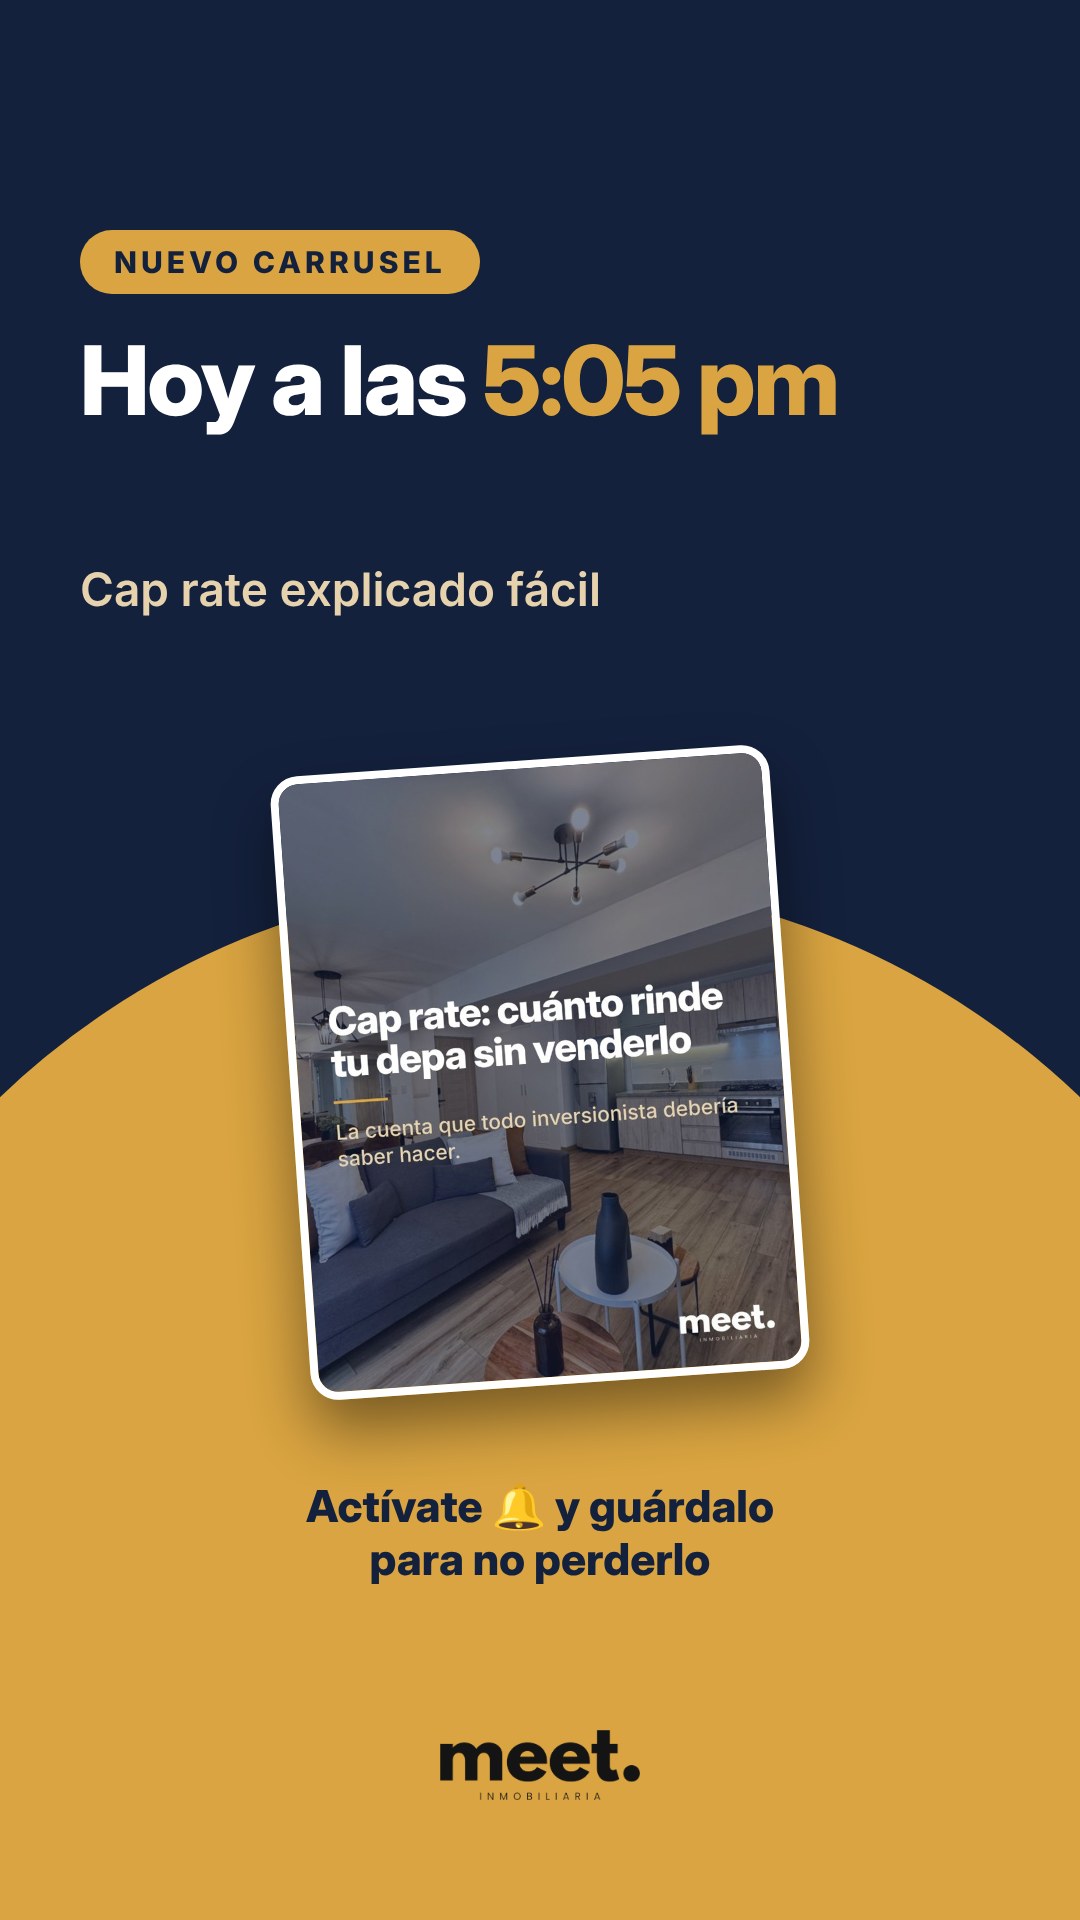 NUEVO CARRUSEL
Hoy a las 5:05 pm
Cap rate explicado fácil
Cap rate: cuánto rinde
tu depa sin venderlo
La cuenta que todo inversionista debería
saber hacer.
meet.
INMOBILIARIA
Actívate 🔔 y guárdalo
para no perderlo
meet.
INMOBILIARIA